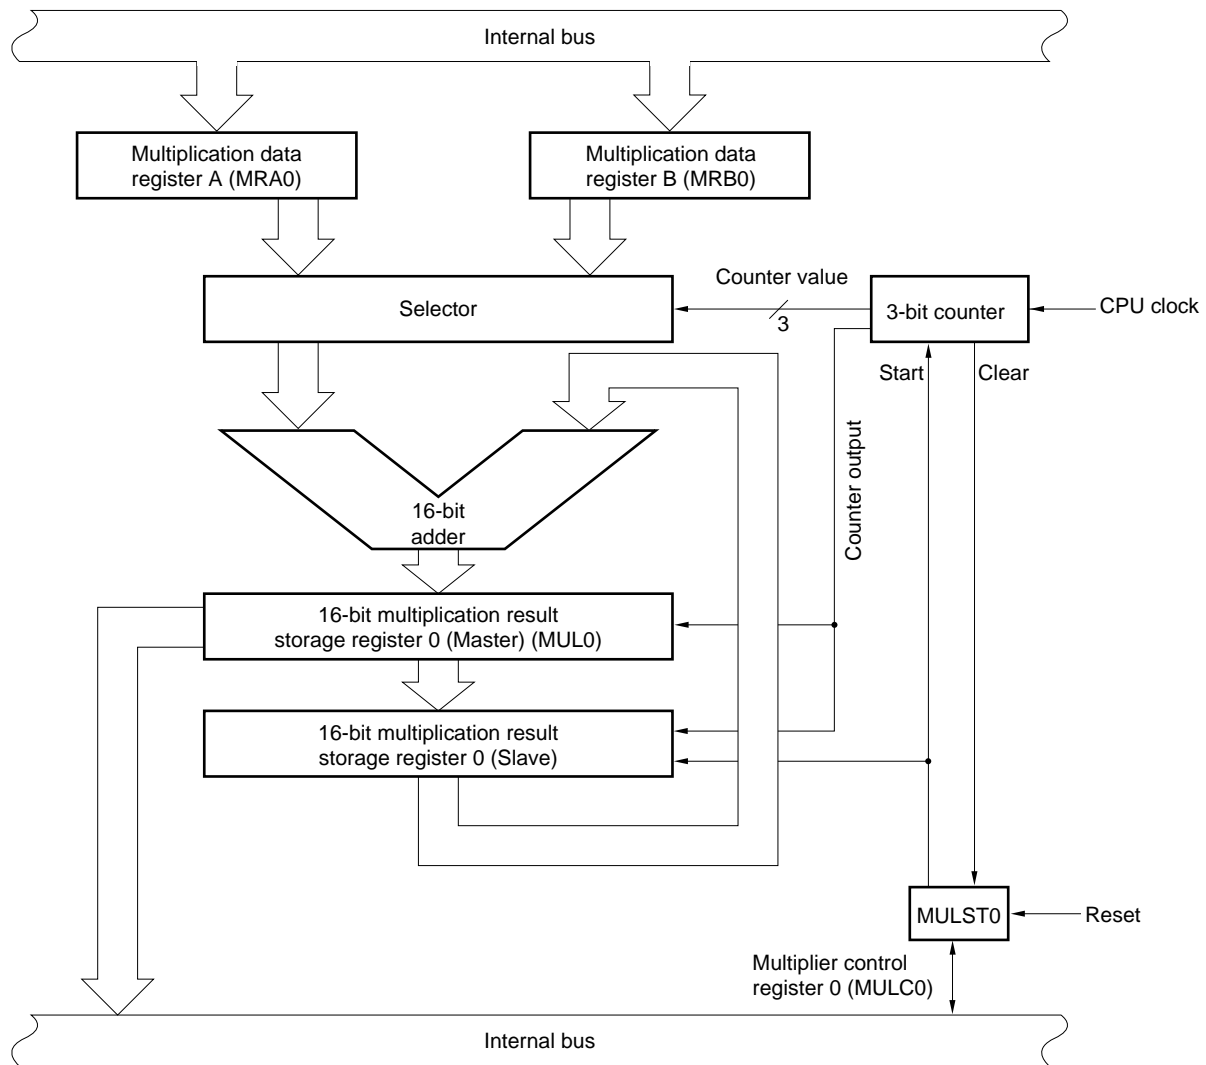 Internal bus
Multiplication data
register A (MRA0)
Multiplication data
register B (MRB0)
Counter value
3
Selector
3-bit counter
CPU clock
Start
Clear
Counter output
16-bit
adder
16-bit multiplication result
storage register 0 (Master) (MUL0)
16-bit multiplication result
storage register 0 (Slave)
MULST0
Reset
Multiplier control
register 0 (MULC0)
Internal bus